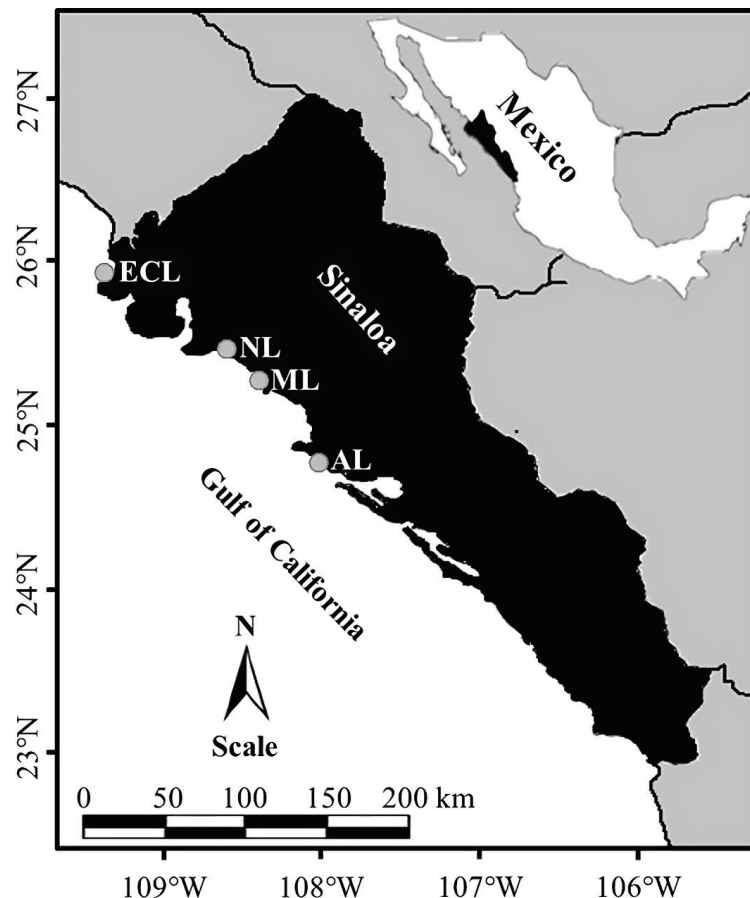 27°N
26°N
25°N
24°N
23°N
Mexico
Sinaloa
ECL
NL
ML
AL
Gulf of California
N
Scale
0 50 100 150 200 km
109°W 108°W 107°W 106°W